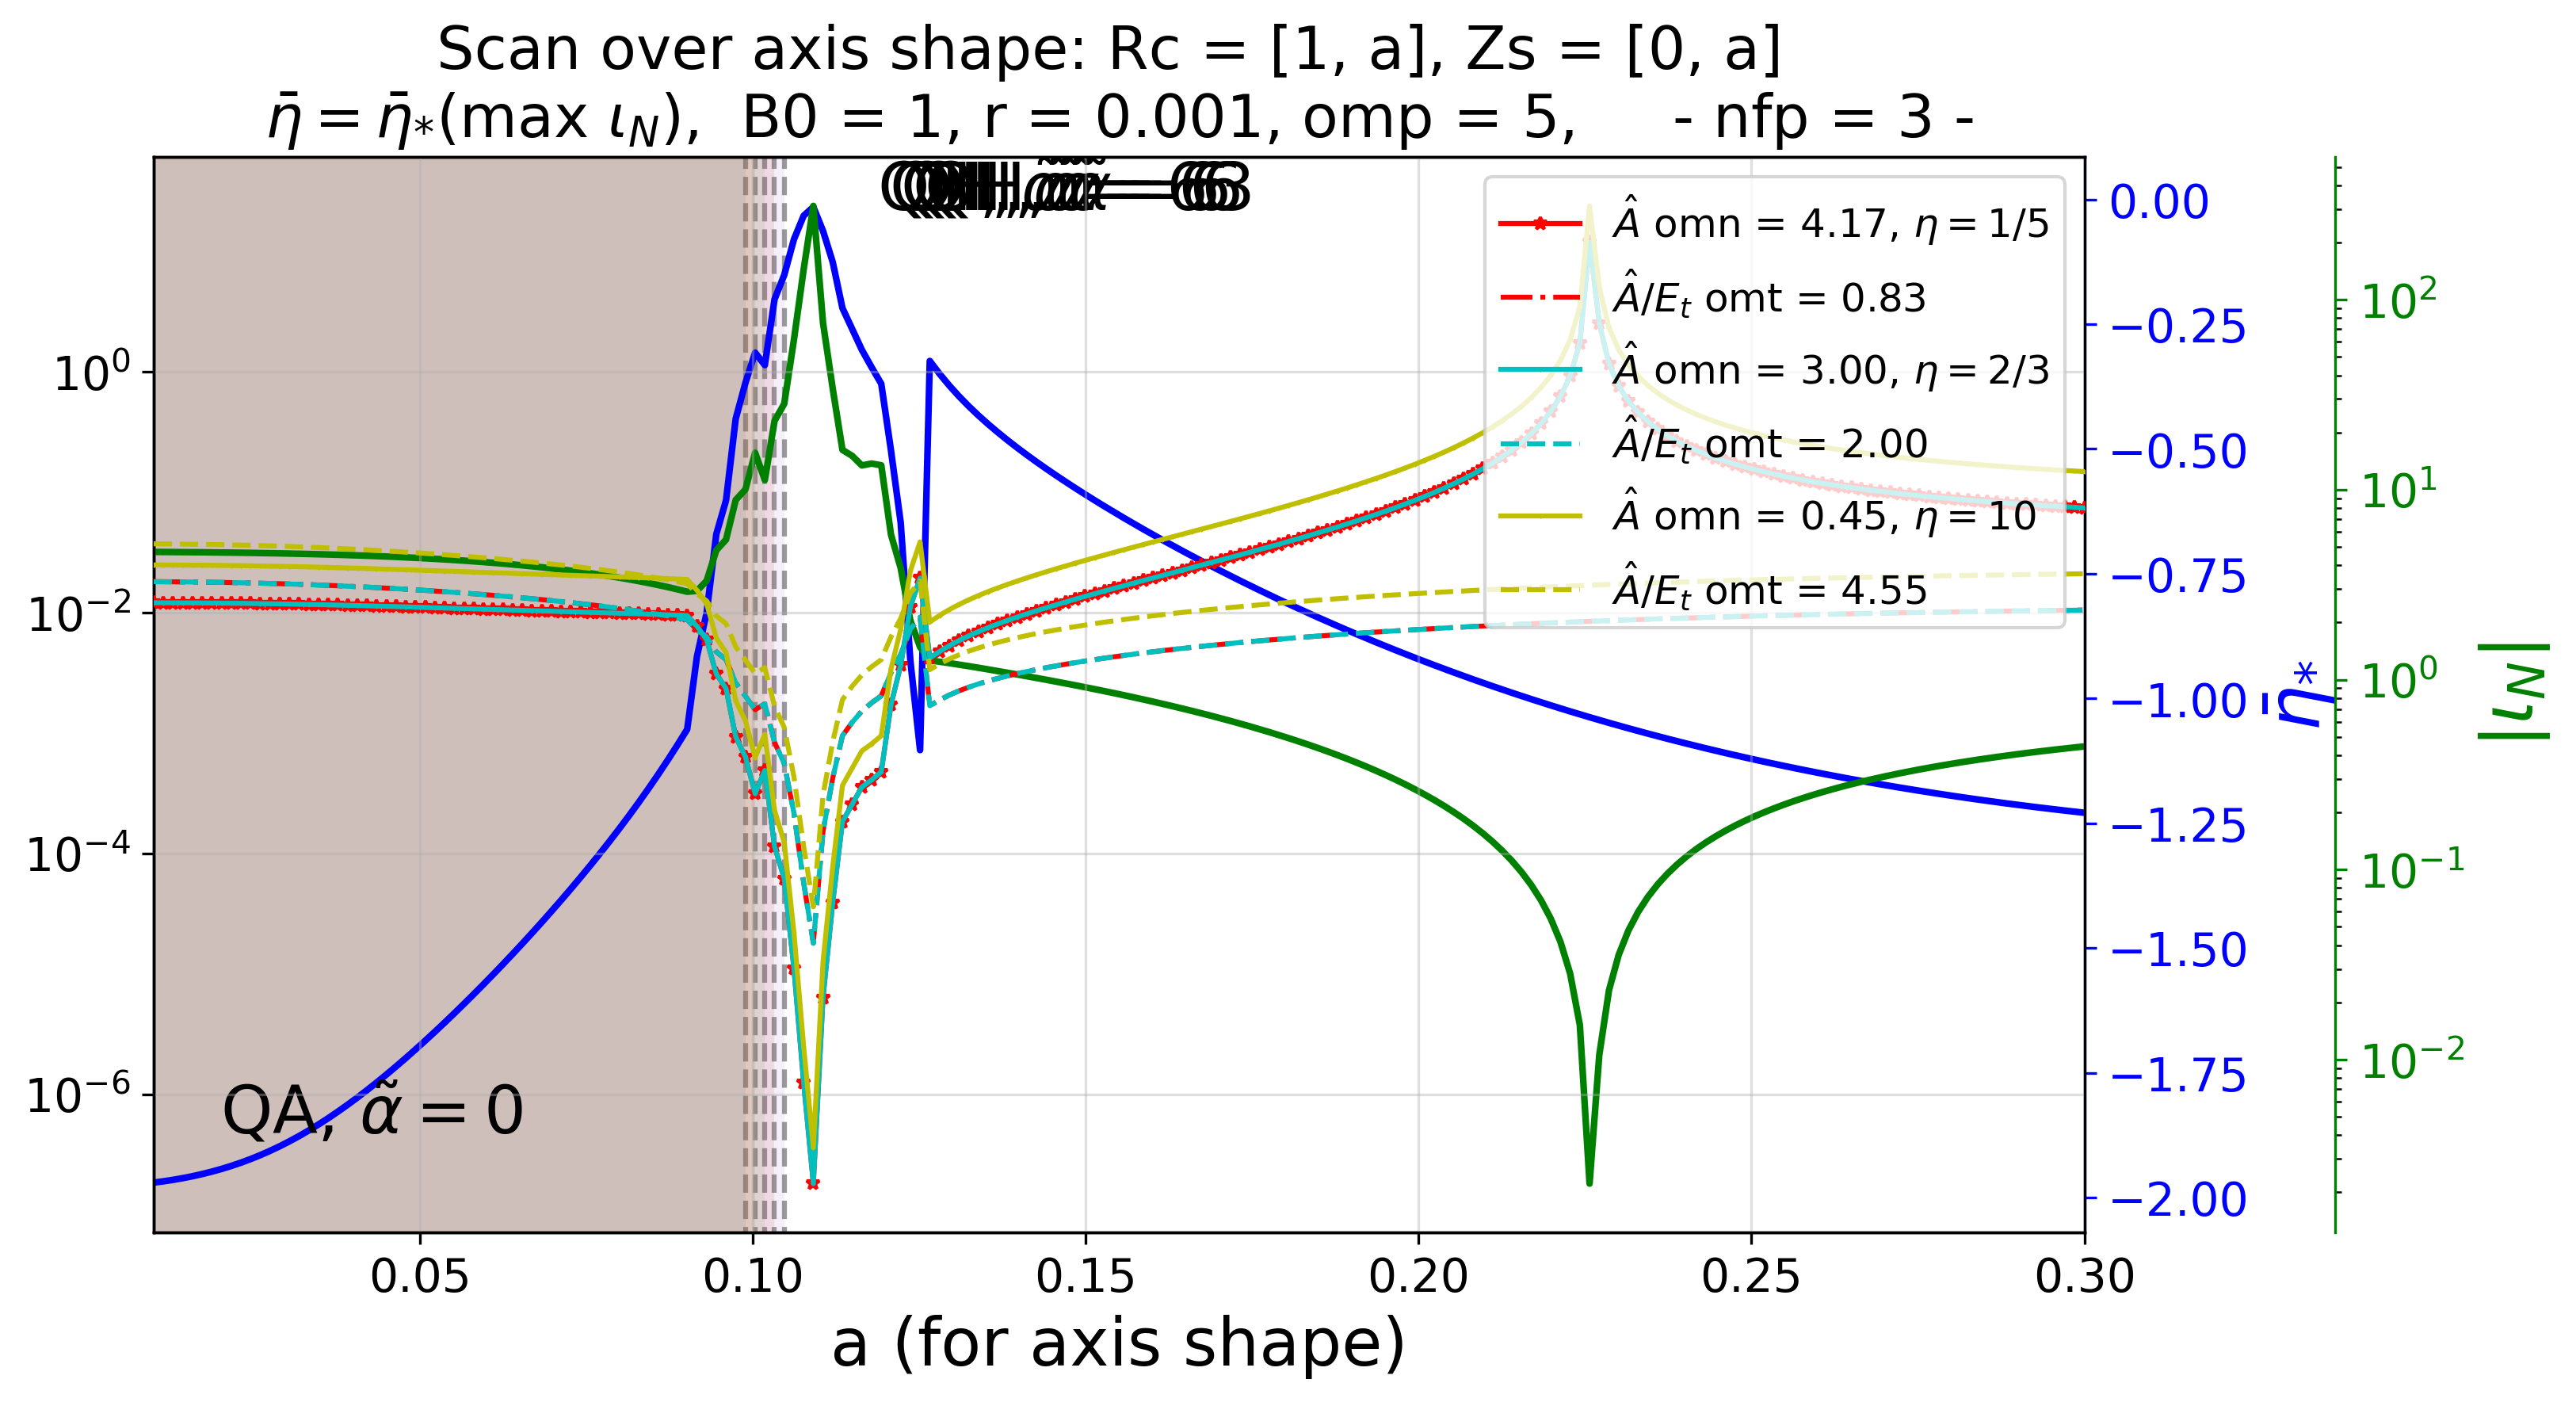 Scan over axis shape: Rc = [1, a], Zs = [0, a]
η̄ = η̄*(max ι_N), B0 = 1, r = 0.001, omp = 5, - nfp = 3 -
Â omn = 4.17, η = 1/5
Â/E_t omt = 0.83
Â omn = 3.00, η = 2/3
Â/E_t omt = 2.00
Â omn = 0.45, η = 10
Â/E_t omt = 4.55
QA, α̃ = 0
10^0
10^-2
10^-4
10^-6
0.00
−0.25
−0.50
−0.75
−1.00
−1.25
−1.50
−1.75
−2.00
η̄*
10^2
10^1
10^0
10^-1
10^-2
|ι_N|
0.05 0.10 0.15 0.20 0.25 0.30
a (for axis shape)